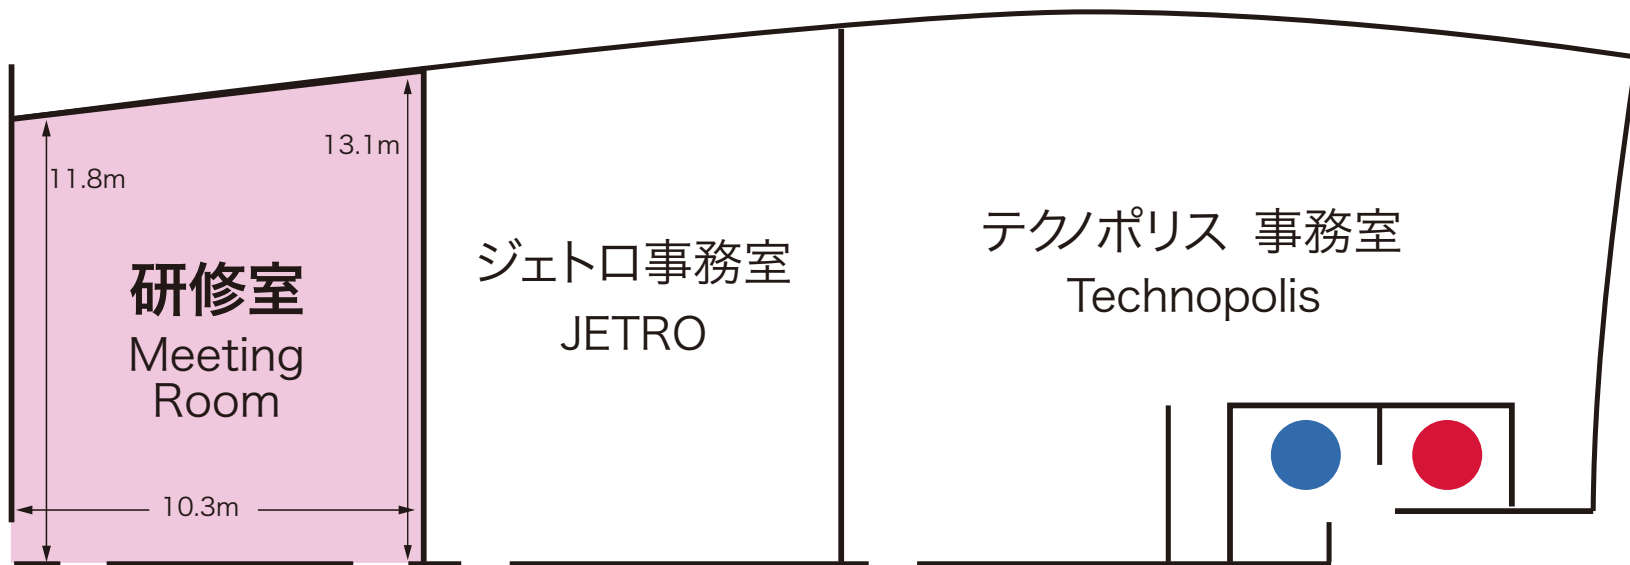 11.8m
13.1m
研修室
Meeting
Room
10.3m
ジェトロ事務室
JETRO
テクノポリス 事務室
Technopolis